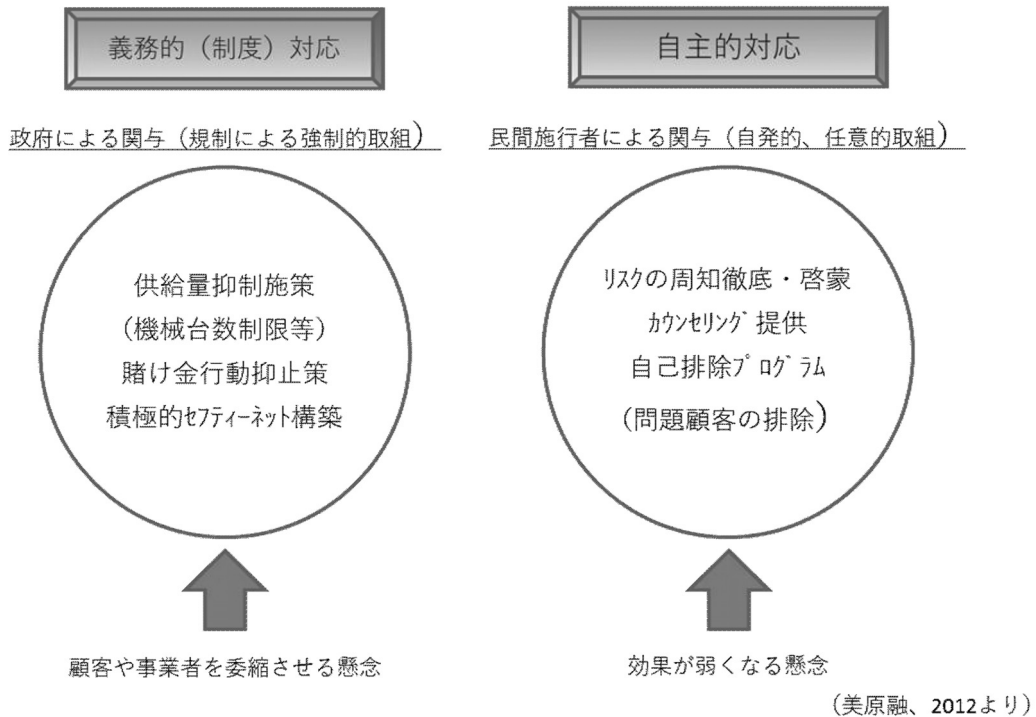 義務的（制度）対応
政府による関与（規制による強制的取組）
供給量抑制施策
(機械台数制限等)
賭け金行動抑止策
積極的ｾﾌﾃｨｰﾈｯﾄ構築
顧客や事業者を委縮させる懸念
自主的対応
民間施行者による関与（自発的、任意的取組）
ﾘｽｸの周知徹底・啓蒙
ｶｳﾝｾﾘﾝｸﾞ提供
自己排除ﾌﾟﾛｸﾞﾗﾑ
(問題顧客の排除)
効果が弱くなる懸念
（美原融、2012より）